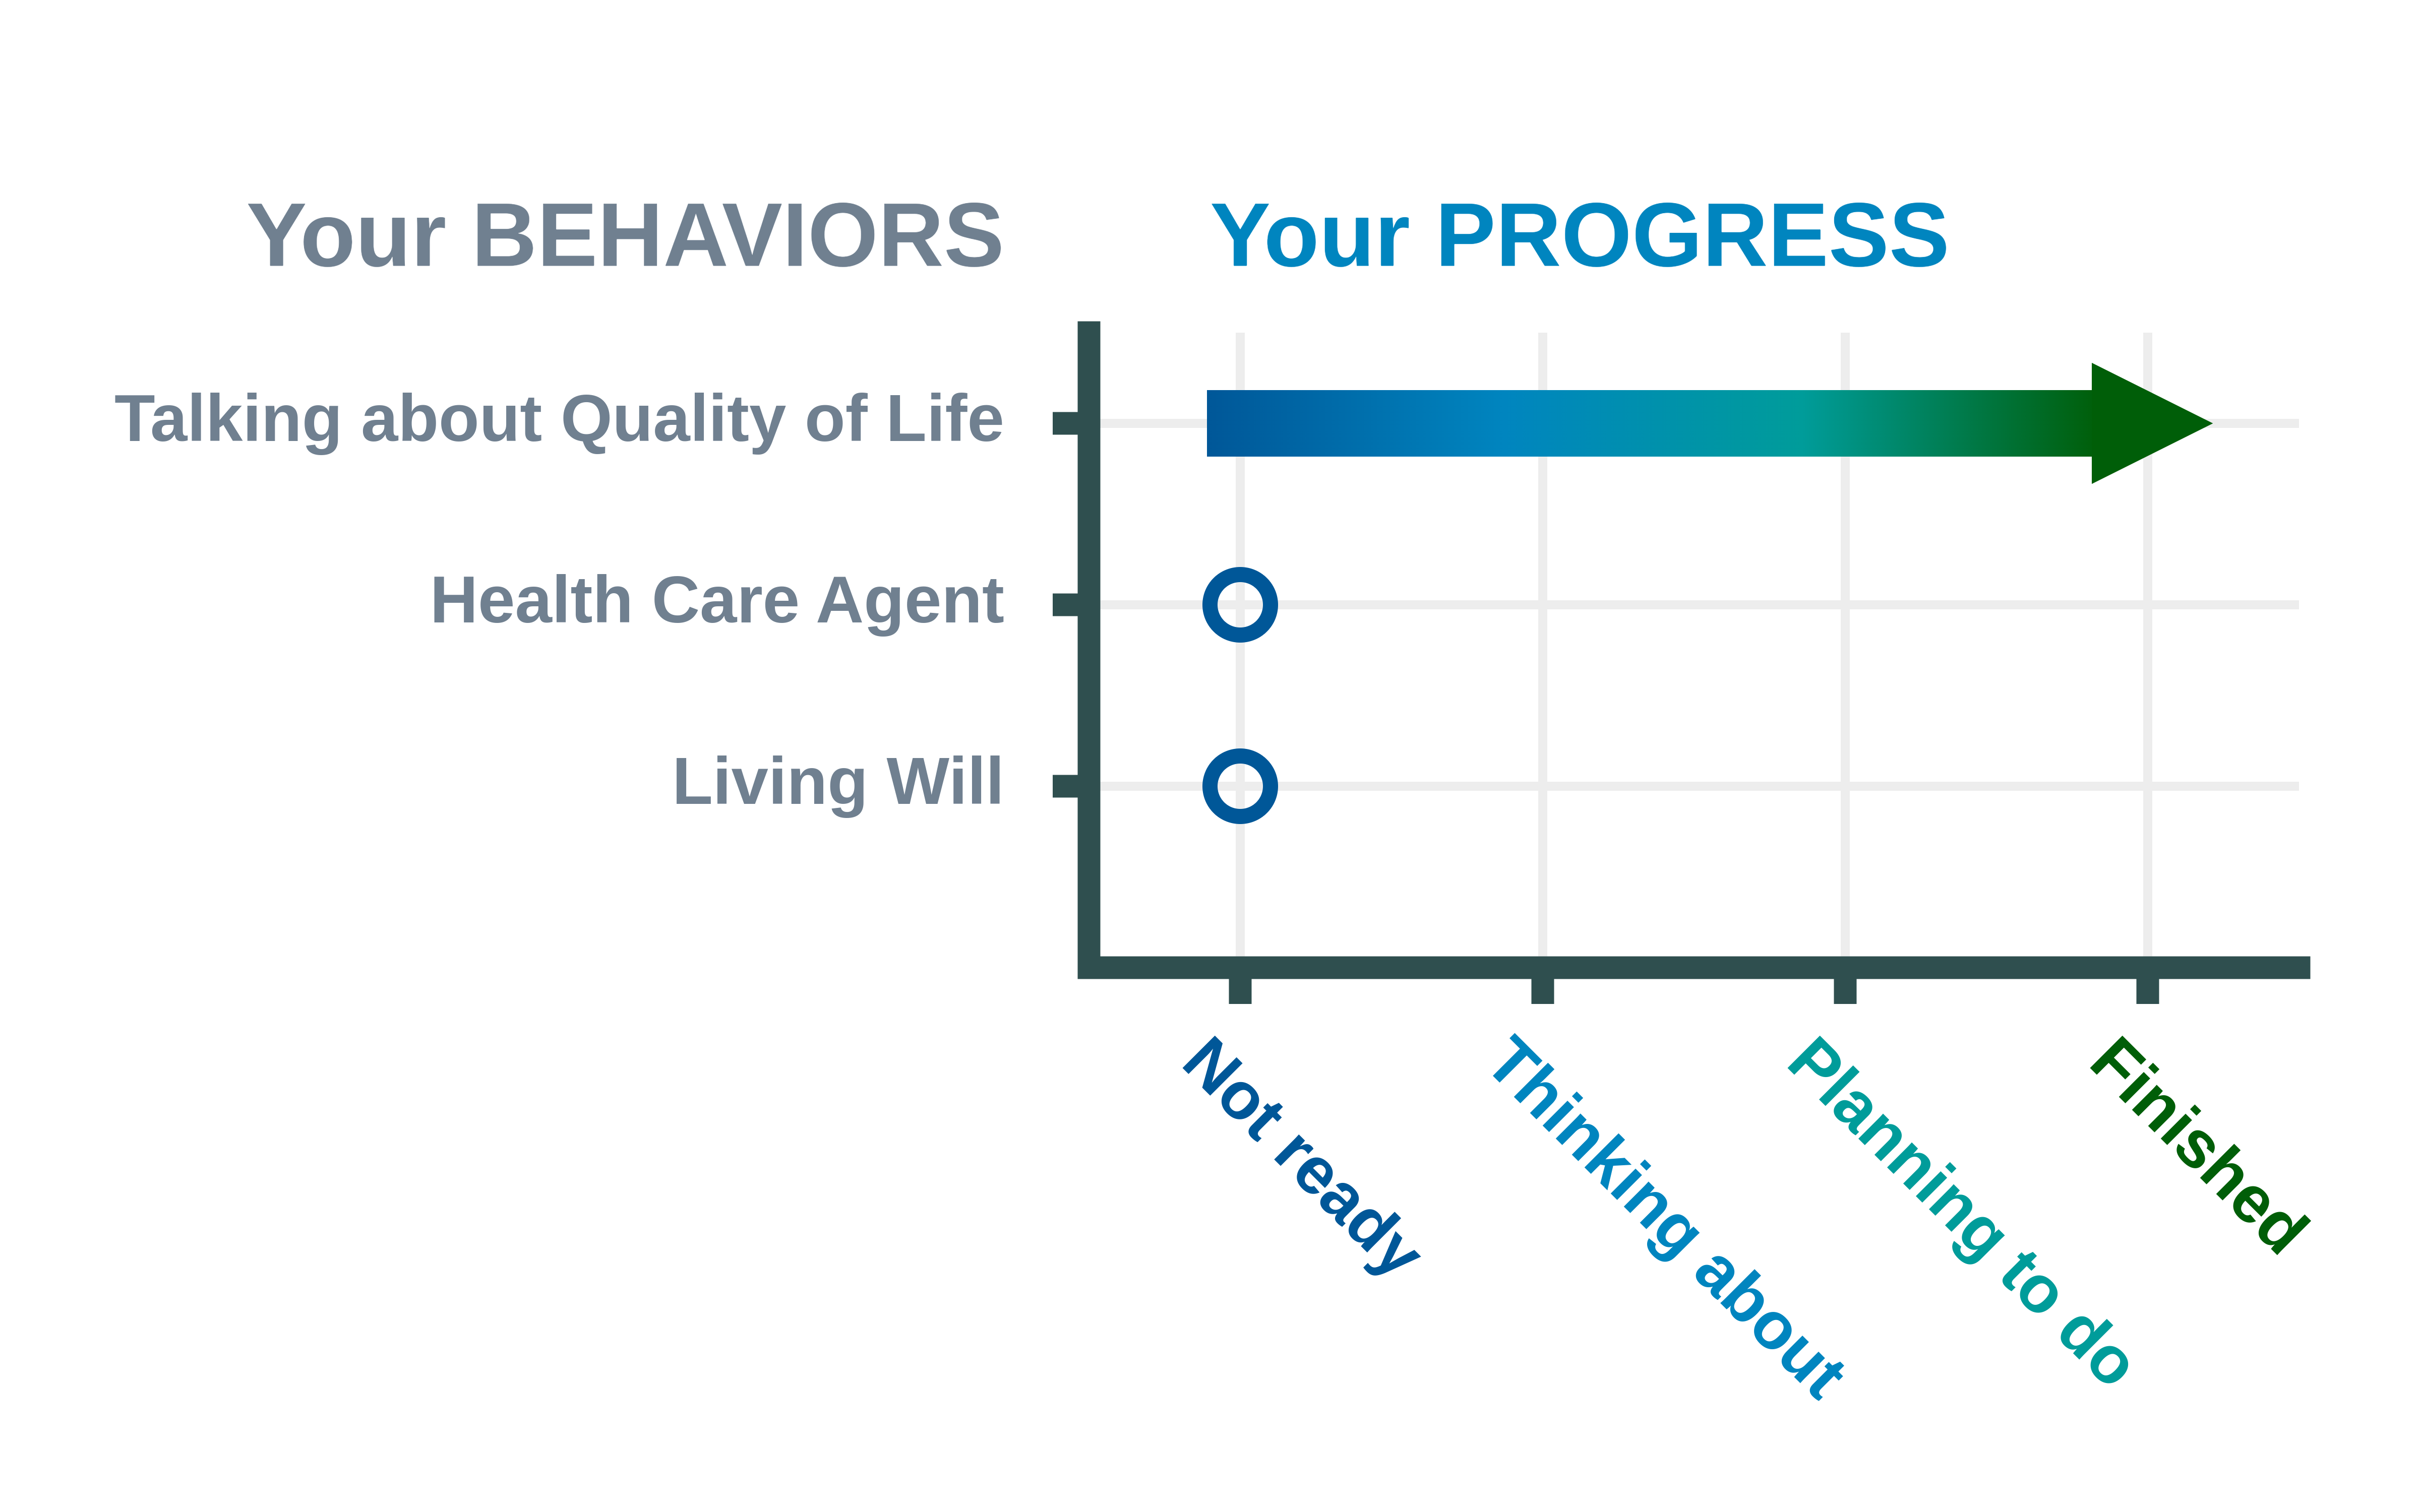 Your BEHAVIORS
Your PROGRESS
Talking about Quality of Life
Health Care Agent
Living Will
Not ready
Thinking about
Planning to do
Finished